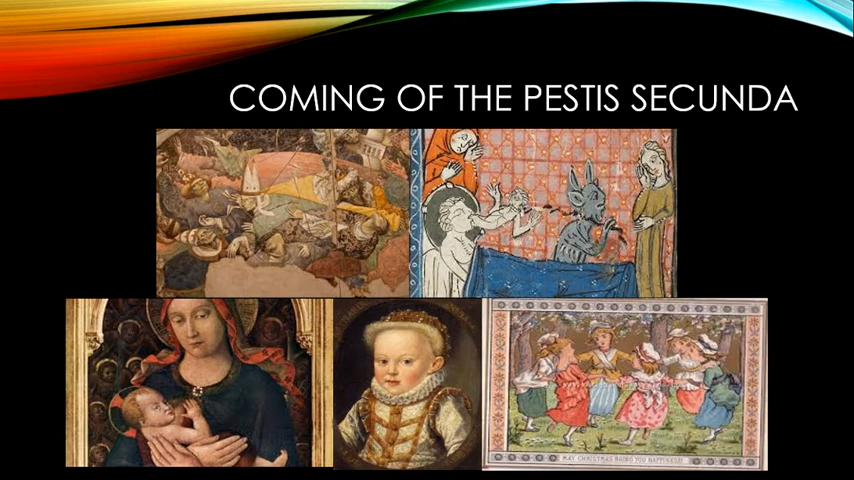 COMING OF THE PESTIS SECUNDA
MAY CHRISTMAS BRING YOU HAPPINESS!